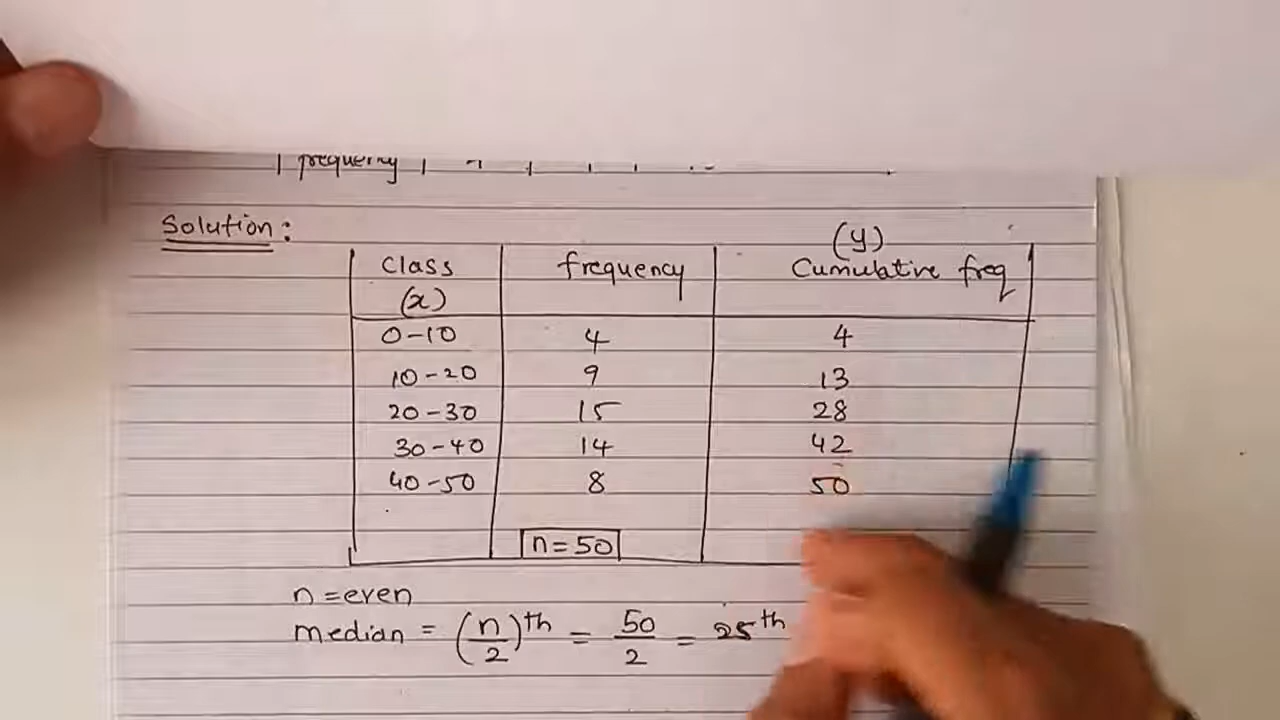 frequency
Solution:
(y)
Class frequency Cumulative freq
(x)
0-10 4 4
10-20 9 13
20-30 15 28
30-40 14 42
40-50 8 50
n=50
n=even
median = (n/2)th = 50/2 = 25th